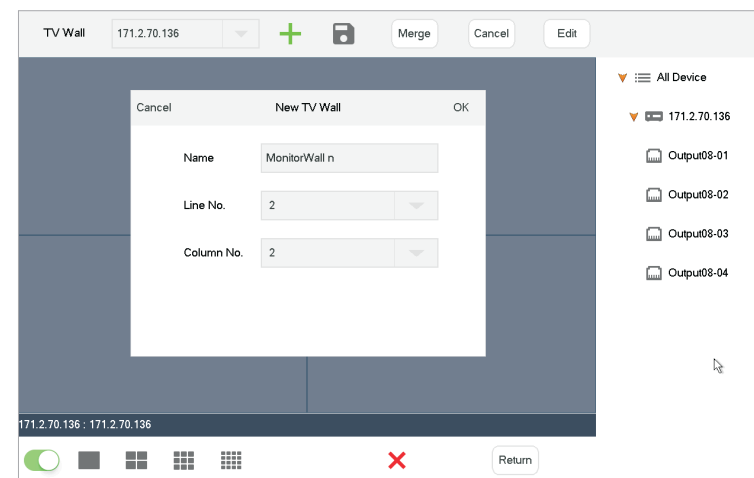 TV Wall 171.2.70.136 Merge Cancel Edit
All Device
171.2.70.136
Output08-01
Output08-02
Output08-03
Output08-04
Cancel New TV Wall OK
Name MonitorWall n
Line No. 2
Column No. 2
171.2.70.136 : 171.2.70.136
Return